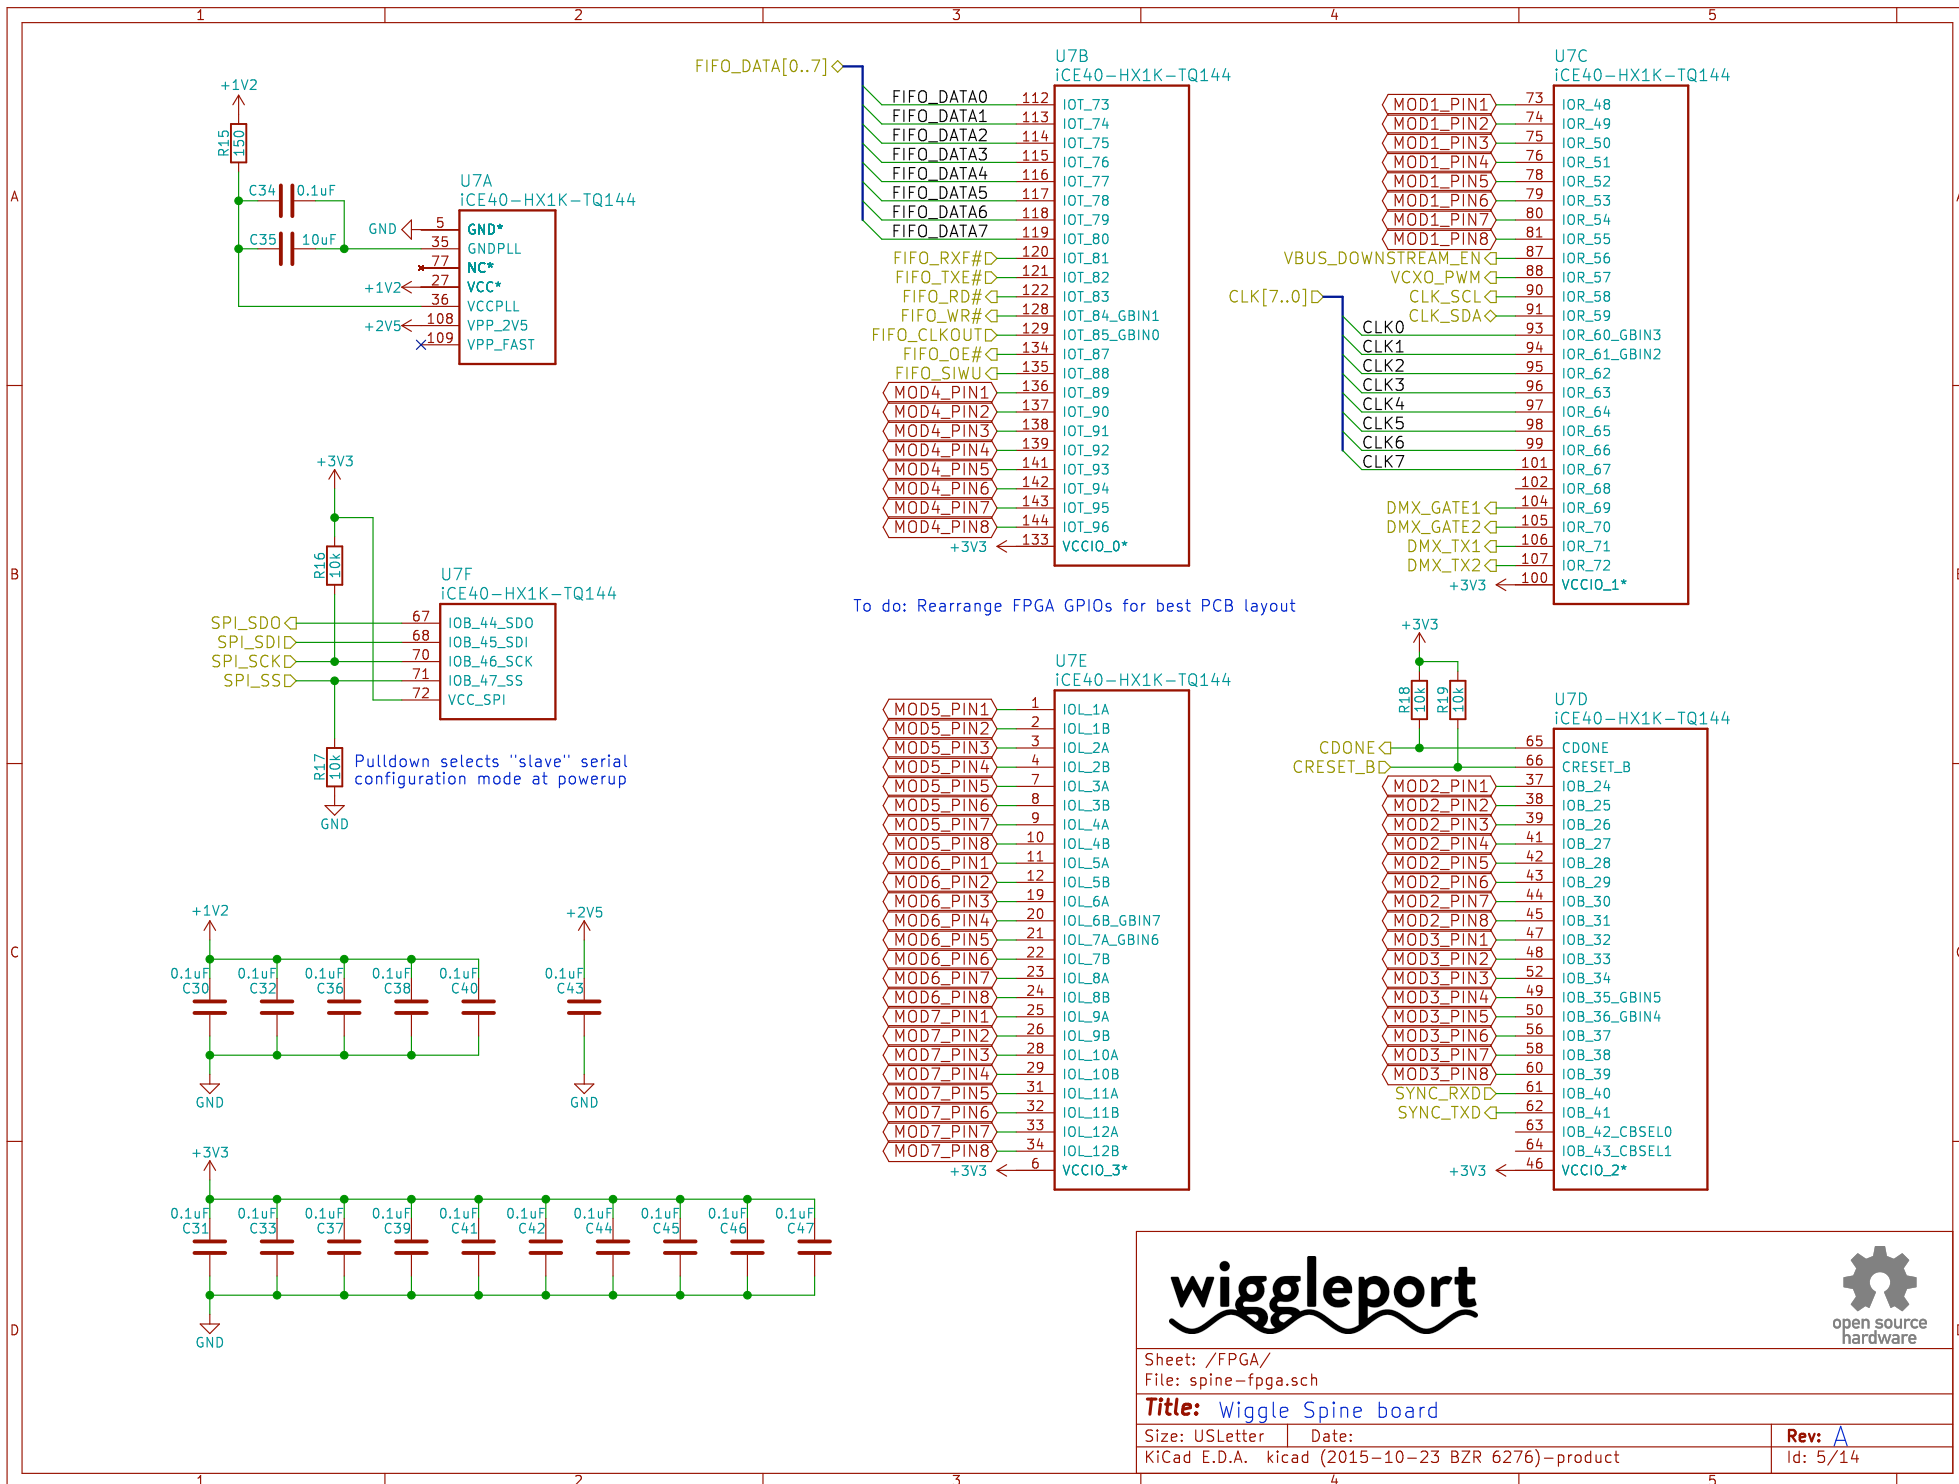 1 2 3 4 5
A
B
C
D
+1V2
R15
150
C34 0.1uF
C35 10uF
U7A
iCE40-HX1K-TQ144
GND 5 GND*
35 GNDPLL
77 NC*
+1V2 27 VCC*
36 VCCPLL
+2V5 108 VPP_2V5
109 VPP_FAST
+3V3
R16
10k
U7F
iCE40-HX1K-TQ144
SPI_SDO 67 IOB_44_SDO
SPI_SDI 68 IOB_45_SDI
SPI_SCK 70 IOB_46_SCK
SPI_SS 71 IOB_47_SS
72 VCC_SPI
R17
10k
Pulldown selects "slave" serial
configuration mode at powerup
GND
+1V2
0.1uF 0.1uF 0.1uF 0.1uF 0.1uF
C30 C32 C36 C38 C40
GND
+2V5
0.1uF
C43
GND
+3V3
0.1uF 0.1uF 0.1uF 0.1uF 0.1uF 0.1uF 0.1uF 0.1uF 0.1uF 0.1uF
C31 C33 C37 C39 C41 C42 C44 C45 C46 C47
GND
FIFO_DATA[0..7]
U7B
iCE40-HX1K-TQ144
FIFO_DATA0 112 IOT_73
FIFO_DATA1 113 IOT_74
FIFO_DATA2 114 IOT_75
FIFO_DATA3 115 IOT_76
FIFO_DATA4 116 IOT_77
FIFO_DATA5 117 IOT_78
FIFO_DATA6 118 IOT_79
FIFO_DATA7 119 IOT_80
FIFO_RXF# 120 IOT_81
FIFO_TXE# 121 IOT_82
FIFO_RD# 122 IOT_83
FIFO_WR# 128 IOT_84_GBIN1
FIFO_CLKOUT 129 IOT_85_GBIN0
FIFO_OE# 134 IOT_87
FIFO_SIWU 135 IOT_88
MOD4_PIN1 136 IOT_89
MOD4_PIN2 137 IOT_90
MOD4_PIN3 138 IOT_91
MOD4_PIN4 139 IOT_92
MOD4_PIN5 141 IOT_93
MOD4_PIN6 142 IOT_94
MOD4_PIN7 143 IOT_95
MOD4_PIN8 144 IOT_96
+3V3 133 VCCIO_0*
To do: Rearrange FPGA GPIOs for best PCB layout
U7E
iCE40-HX1K-TQ144
MOD5_PIN1 1 IOL_1A
MOD5_PIN2 2 IOL_1B
MOD5_PIN3 3 IOL_2A
MOD5_PIN4 4 IOL_2B
MOD5_PIN5 7 IOL_3A
MOD5_PIN6 8 IOL_3B
MOD5_PIN7 9 IOL_4A
MOD5_PIN8 10 IOL_4B
MOD6_PIN1 11 IOL_5A
MOD6_PIN2 12 IOL_5B
MOD6_PIN3 19 IOL_6A
MOD6_PIN4 20 IOL_6B_GBIN7
MOD6_PIN5 21 IOL_7A_GBIN6
MOD6_PIN6 22 IOL_7B
MOD6_PIN7 23 IOL_8A
MOD6_PIN8 24 IOL_8B
MOD7_PIN1 25 IOL_9A
MOD7_PIN2 26 IOL_9B
MOD7_PIN3 28 IOL_10A
MOD7_PIN4 29 IOL_10B
MOD7_PIN5 31 IOL_11A
MOD7_PIN6 32 IOL_11B
MOD7_PIN7 33 IOL_12A
MOD7_PIN8 34 IOL_12B
+3V3 6 VCCIO_3*
U7C
iCE40-HX1K-TQ144
MOD1_PIN1 73 IOR_48
MOD1_PIN2 74 IOR_49
MOD1_PIN3 75 IOR_50
MOD1_PIN4 76 IOR_51
MOD1_PIN5 78 IOR_52
MOD1_PIN6 79 IOR_53
MOD1_PIN7 80 IOR_54
MOD1_PIN8 81 IOR_55
VBUS_DOWNSTREAM_EN 87 IOR_56
VCXO_PWM 88 IOR_57
CLK_SCL 90 IOR_58
CLK_SDA 91 IOR_59
CLK[7..0]
CLK0 93 IOR_60_GBIN3
CLK1 94 IOR_61_GBIN2
CLK2 95 IOR_62
CLK3 96 IOR_63
CLK4 97 IOR_64
CLK5 98 IOR_65
CLK6 99 IOR_66
CLK7 101 IOR_67
102 IOR_68
DMX_GATE1 104 IOR_69
DMX_GATE2 105 IOR_70
DMX_TX1 106 IOR_71
DMX_TX2 107 IOR_72
+3V3 100 VCCIO_1*
+3V3
R18
10k
R19
10k
U7D
iCE40-HX1K-TQ144
CDONE 65 CDONE
CRESET_B 66 CRESET_B
MOD2_PIN1 37 IOB_24
MOD2_PIN2 38 IOB_25
MOD2_PIN3 39 IOB_26
MOD2_PIN4 41 IOB_27
MOD2_PIN5 42 IOB_28
MOD2_PIN6 43 IOB_29
MOD2_PIN7 44 IOB_30
MOD2_PIN8 45 IOB_31
MOD3_PIN1 47 IOB_32
MOD3_PIN2 48 IOB_33
MOD3_PIN3 52 IOB_34
MOD3_PIN4 49 IOB_35_GBIN5
MOD3_PIN5 50 IOB_36_GBIN4
MOD3_PIN6 56 IOB_37
MOD3_PIN7 58 IOB_38
MOD3_PIN8 60 IOB_39
SYNC_RXD 61 IOB_40
SYNC_TXD 62 IOB_41
63 IOB_42_CBSEL0
64 IOB_43_CBSEL1
+3V3 46 VCCIO_2*
wiggleport
open source
hardware
Sheet: /FPGA/
File: spine-fpga.sch
Title: Wiggle Spine board
Size: USLetter Date: Rev: A
KiCad E.D.A. kicad (2015-10-23 BZR 6276)-product Id: 5/14
1 2 3 4 5